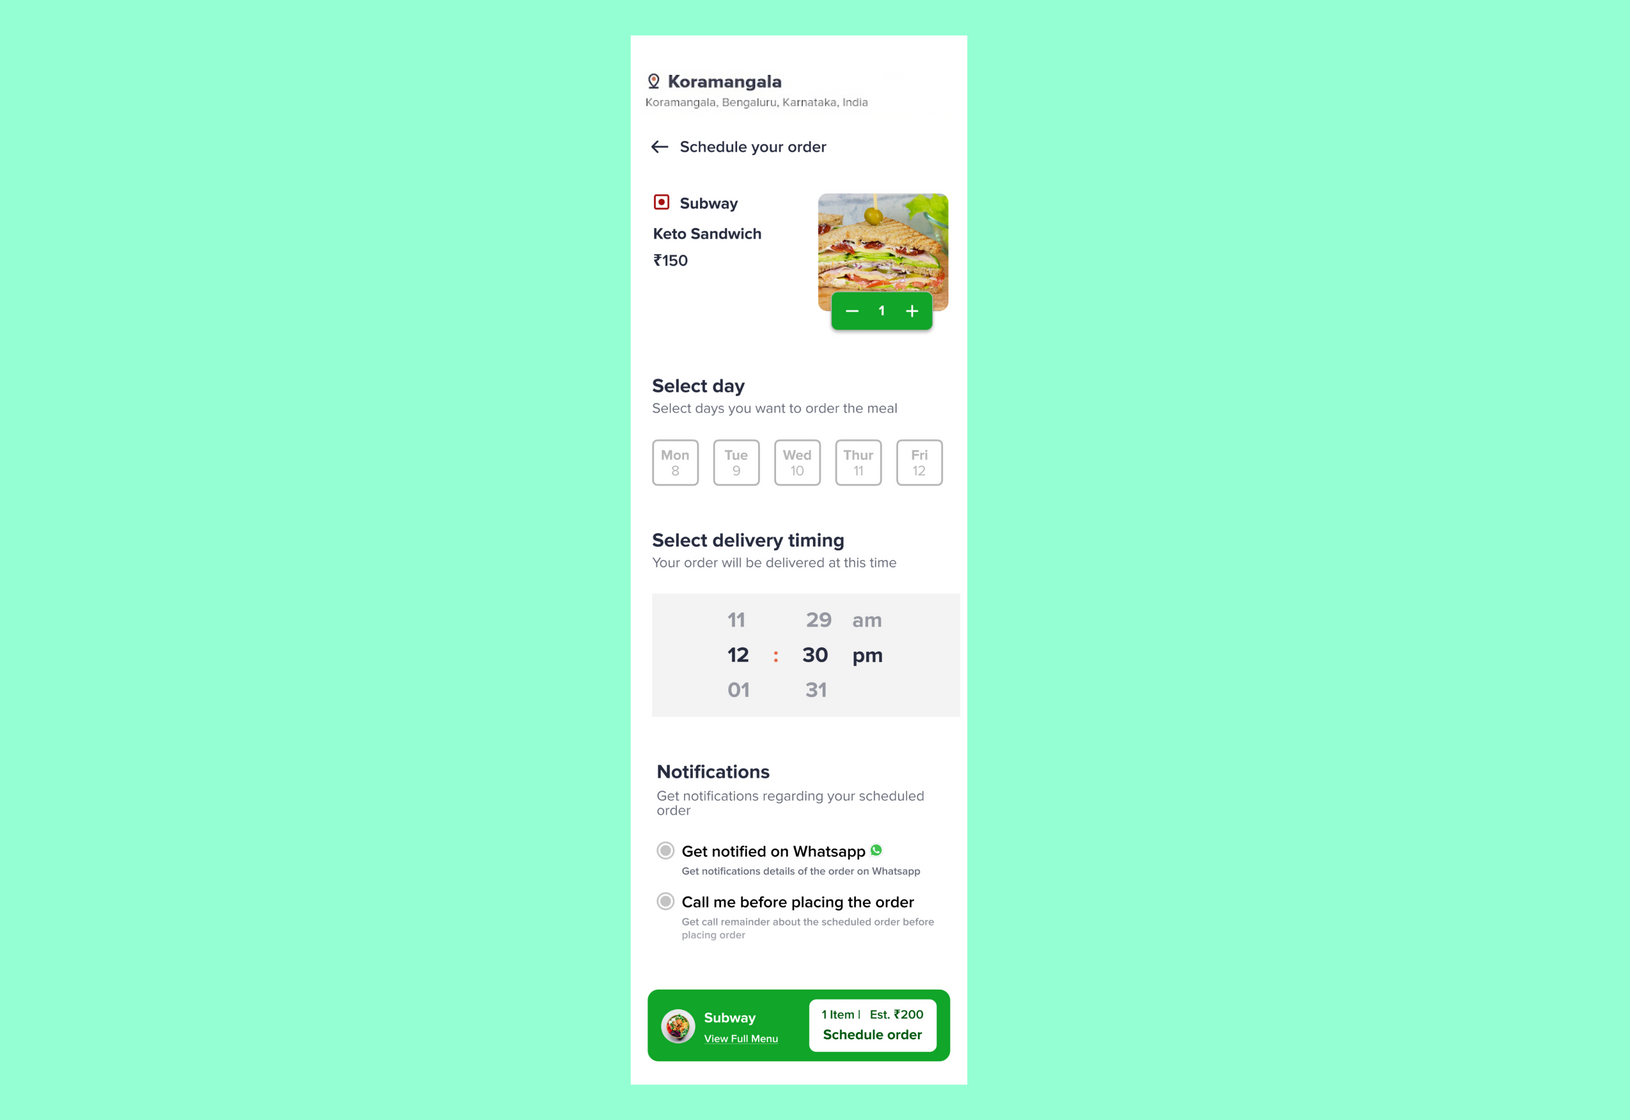 Koramangala
Koramangala, Bengaluru, Karnataka, India
Schedule your order
Subway
Keto Sandwich
₹150
1
Select day
Select days you want to order the meal
Mon Tue Wed Thur Fri
8 9 10 11 12
Select delivery timing
Your order will be delivered at this time
11 29 am
12 : 30 pm
01 31
Notifications
Get notifications regarding your scheduled
order
Get notified on Whatsapp
Get notifications details of the order on Whatsapp
Call me before placing the order
Get call remainder about the scheduled order before
placing order
Subway
View Full Menu
1 Item | Est. ₹200
Schedule order